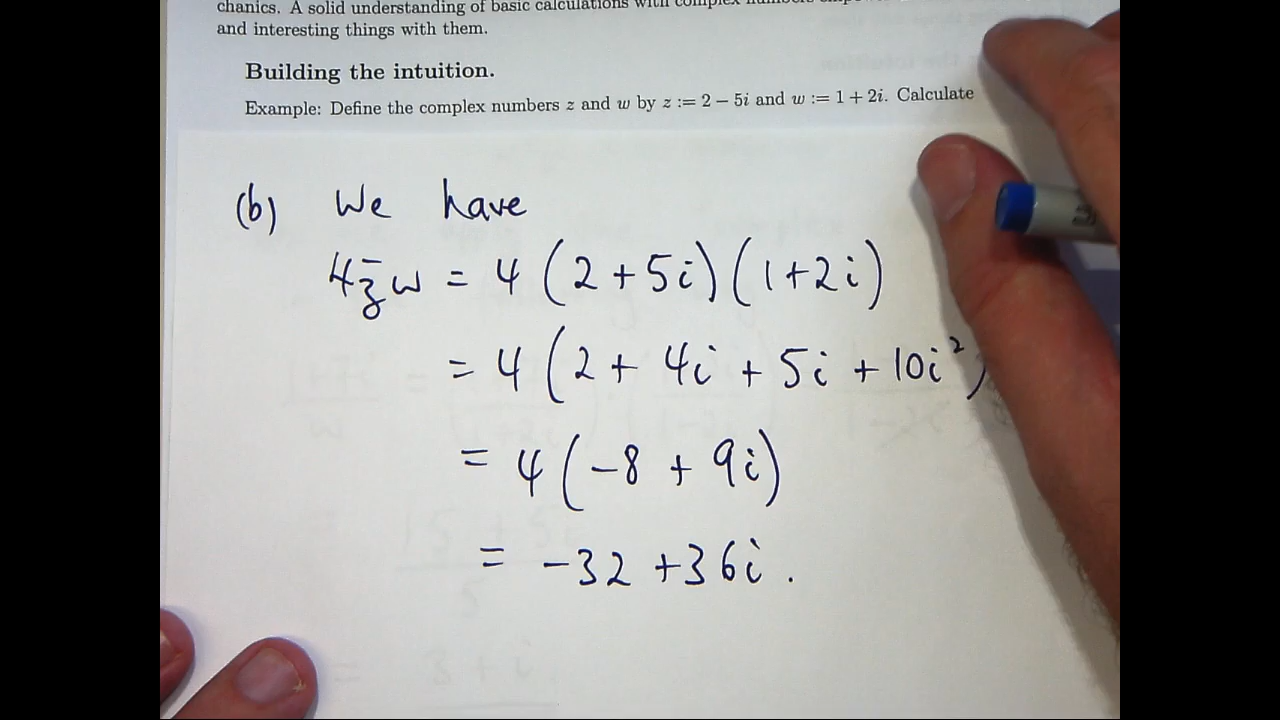 chanics. A solid understanding of basic calculations with complex numbers
and interesting things with them.
Building the intuition.
Example: Define the complex numbers z and w by z := 2 − 5i and w := 1 + 2i. Calculate
(b) We have
4z̄w = 4(2+5i)(1+2i)
= 4(2 + 4i + 5i + 10i²)
= 4(−8 + 9i)
= −32 + 36i.